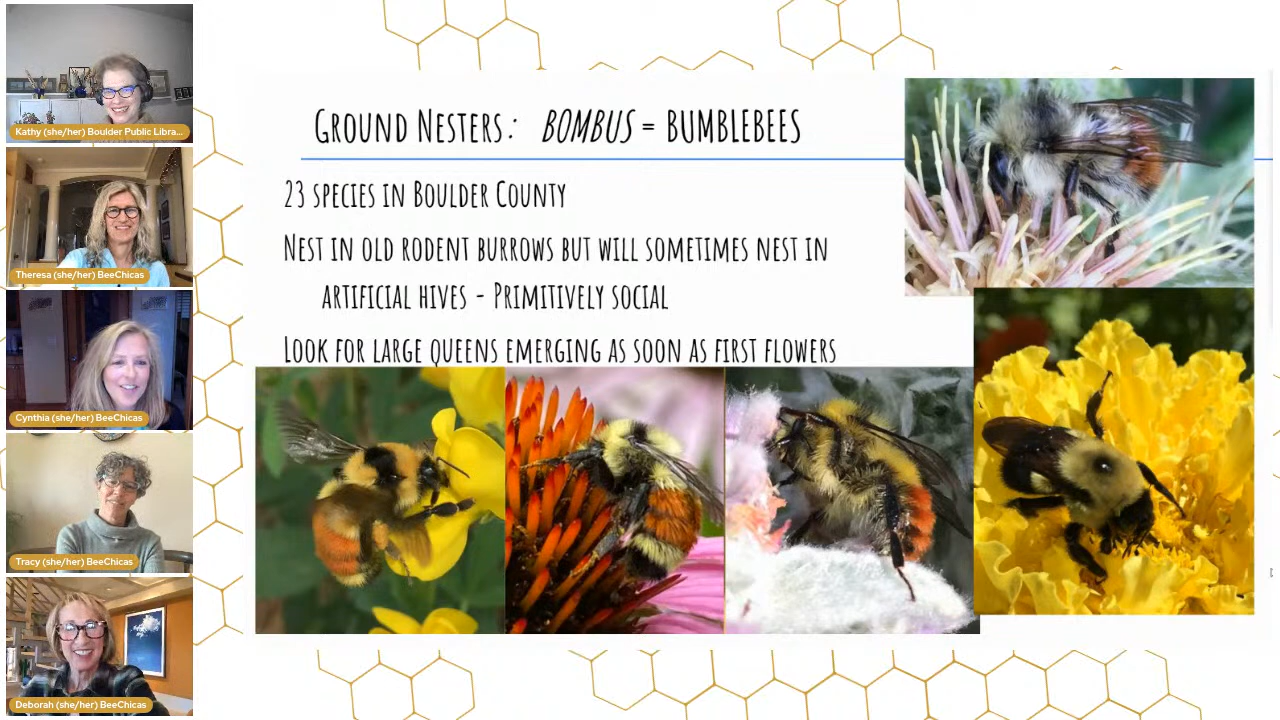 Kathy (she/her) Boulder Public Libra...
Theresa (she/her) BeeChicas
Cynthia (she/her) BeeChicas
Tracy (she/her) BeeChicas
Deborah (she/her) BeeChicas
Ground Nesters: Bombus = Bumblebees
23 species in Boulder County
Nest in old rodent burrows but will sometimes nest in
artificial hives - Primitively social
Look for large queens emerging as soon as first flowers